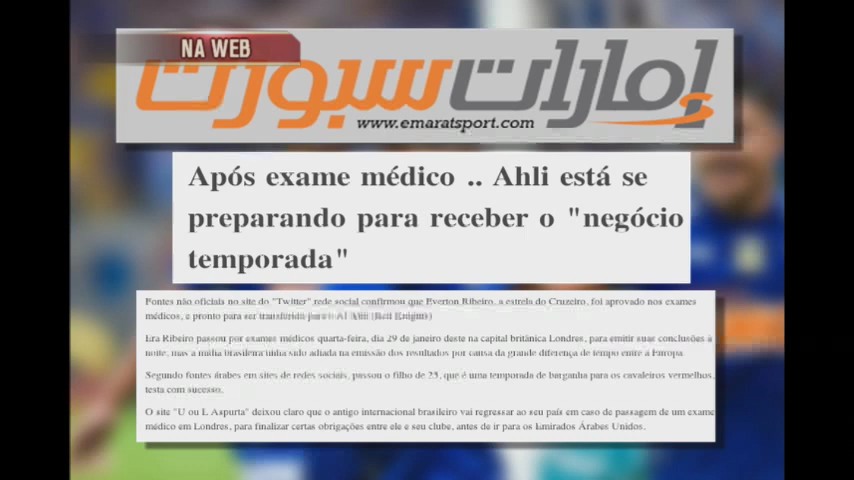 NA WEB
إمارات سبورت
www.emaratsport.com
Após exame médico .. Ahli está se
preparando para receber o "negócio
temporada"
Fontes não oficiais no site do "Twitter" rede social confirmou que Everton Ribeiro, a estrela do Cruzeiro, foi aprovado nos exames
médicos, e pronto para ser transferido para o Al Ahli (Red Knights)
Era Ribeiro passou por exames médicos quarta-feira, dia 29 de janeiro deste na capital britânica Londres, para emitir suas conclusões à
noite, mas a mídia brasileira tinha sido adiada na emissão dos resultados por causa da grande diferença de tempo entre a Europa
Segundo fontes árabes em sites de redes sociais, passou o filho de 25, que é uma temporada de barganha para os cavaleiros vermelhos,
testa com sucesso.
O site "U ou L Aspurta" deixou claro que o antigo internacional brasileiro vai regressar ao seu país em caso de passagem de um exame
médico em Londres, para finalizar certas obrigações entre ele e seu clube, antes de ir para os Emirados Árabes Unidos.